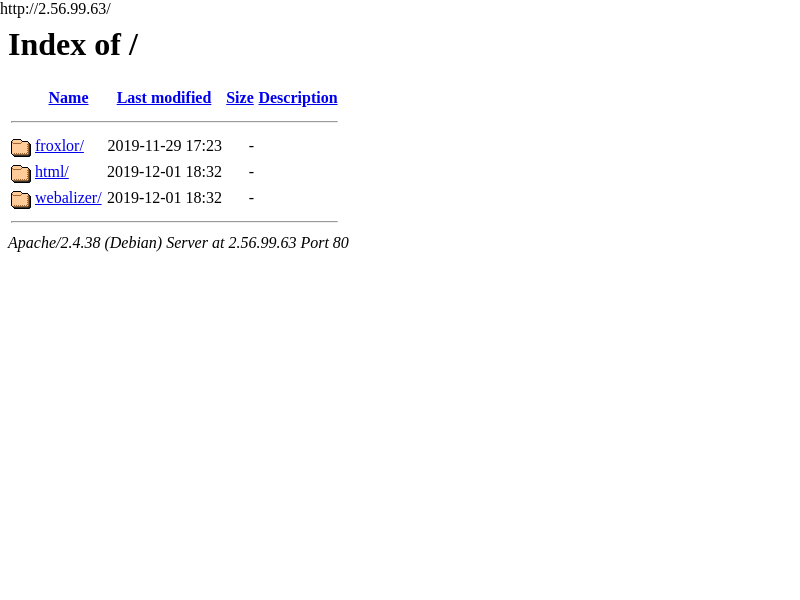 http://2.56.99.63/
Index of /
Name Last modified Size Description
froxlor/ 2019-11-29 17:23 -
html/ 2019-12-01 18:32 -
webalizer/ 2019-12-01 18:32 -
Apache/2.4.38 (Debian) Server at 2.56.99.63 Port 80